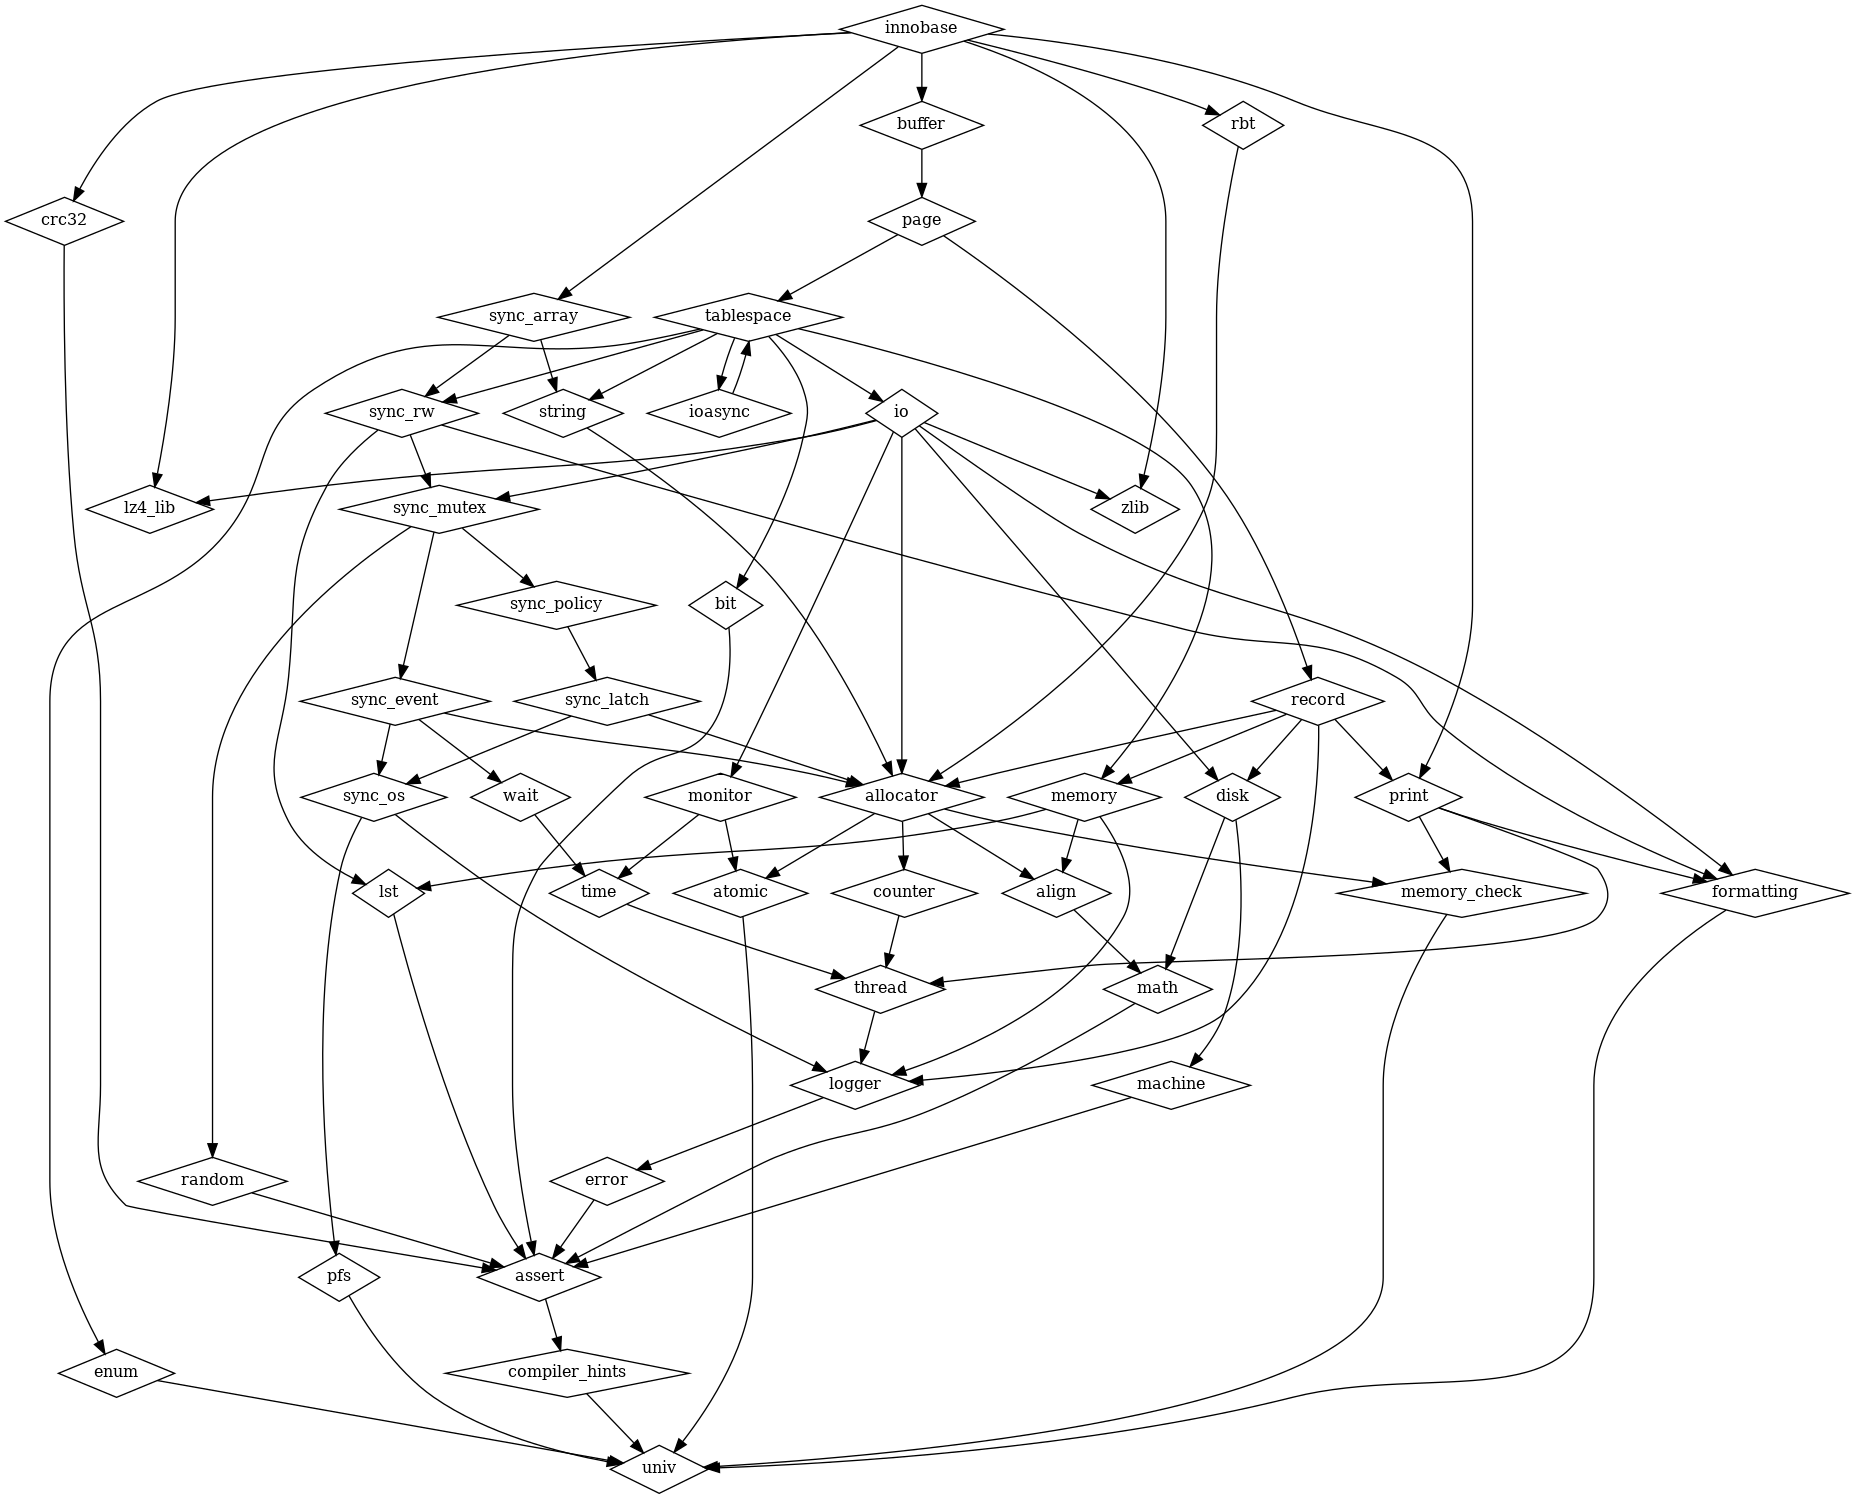 innobase
buffer
rbt
crc32
page
sync_array
tablespace
sync_rw
string
ioasync
io
lz4_lib
sync_mutex
zlib
sync_policy
bit
sync_event
sync_latch
record
sync_os
wait
monitor
allocator
memory
disk
print
lst
time
atomic
counter
align
memory_check
formatting
thread
math
logger
machine
random
error
pfs
assert
enum
compiler_hints
univ